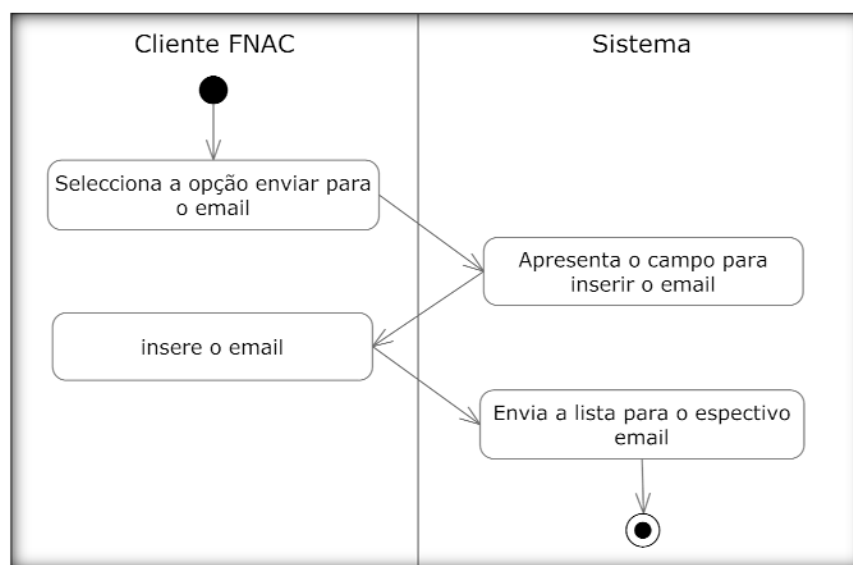 Cliente FNAC
Sistema
Selecciona a opção enviar para
o email
Apresenta o campo para
inserir o email
insere o email
Envia a lista para o espectivo
email